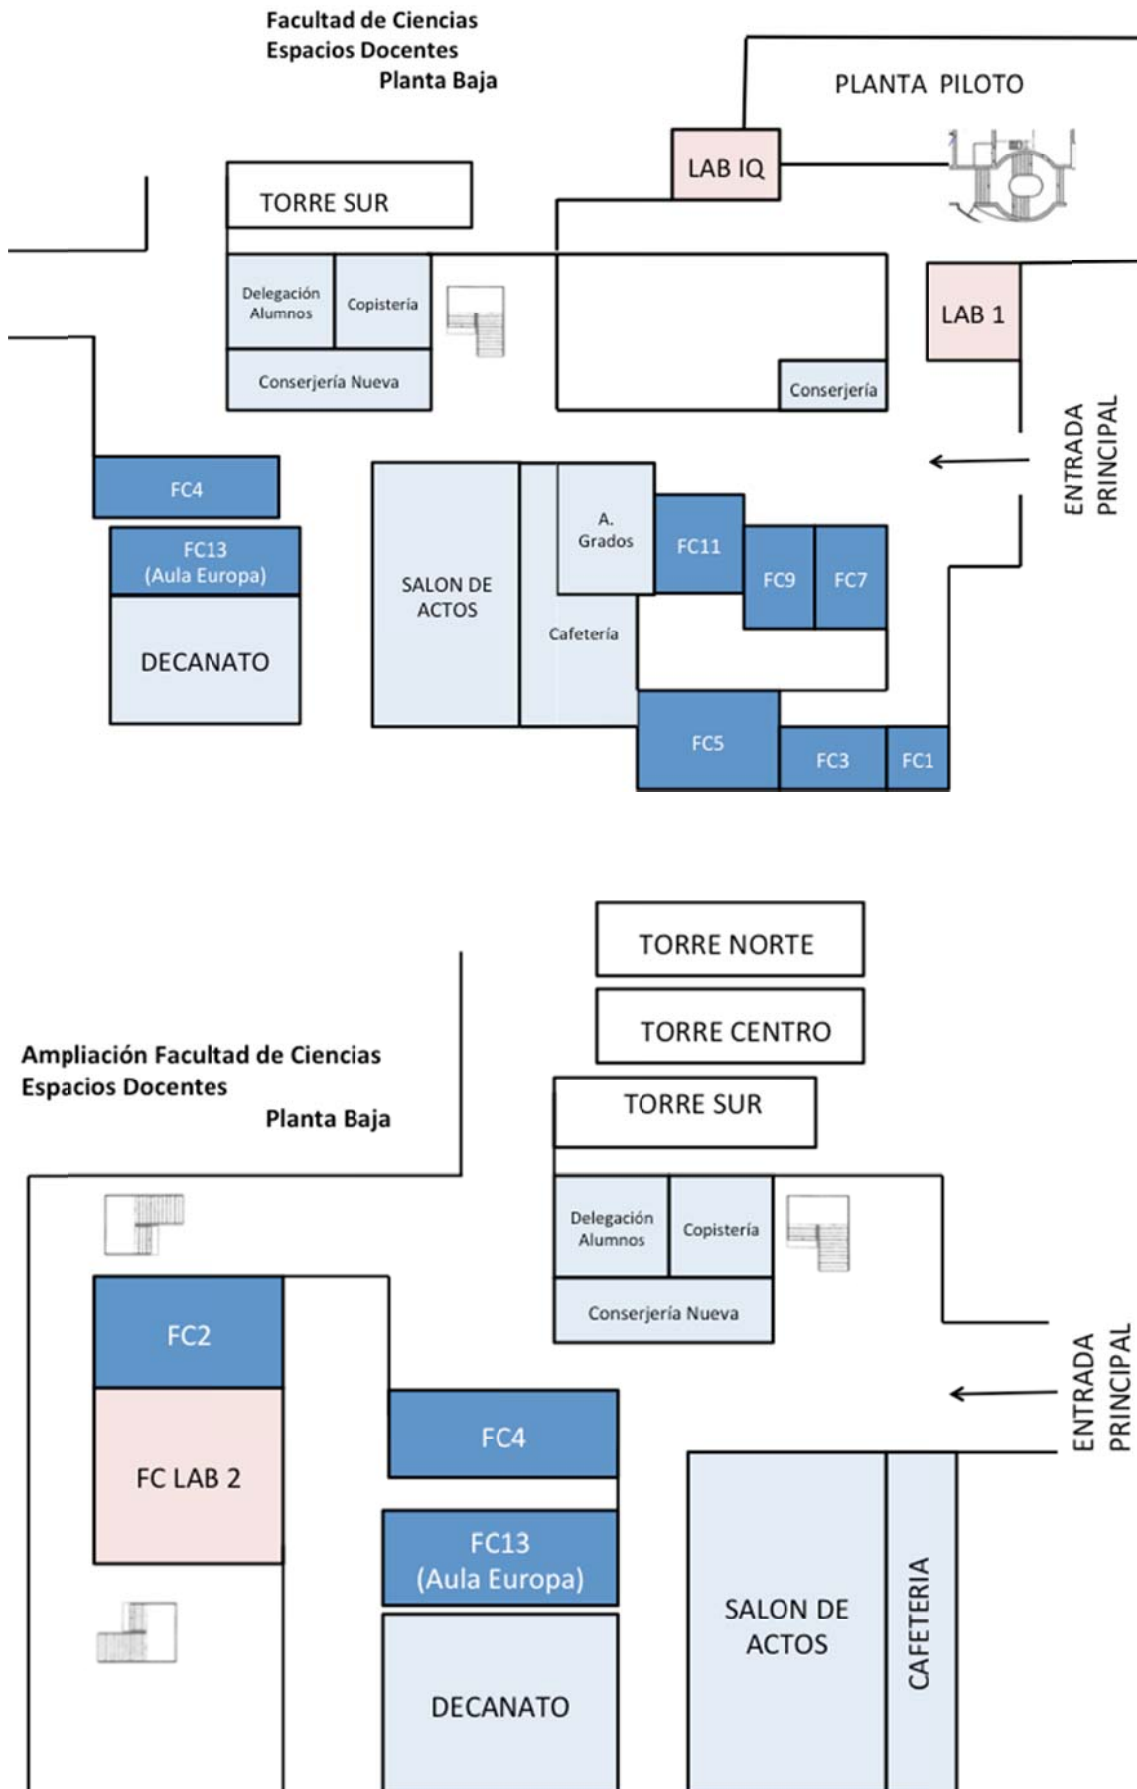 Facultad de Ciencias
Espacios Docentes
Planta Baja
PLANTA PILOTO
LAB IQ
TORRE SUR
Delegación
Alumnos
Copistería
Conserjería Nueva
LAB 1
Conserjería
ENTRADA
PRINCIPAL
FC4
FC13
(Aula Europa)
DECANATO
SALON DE
ACTOS
A.
Grados
Cafetería
FC11
FC9
FC7
FC5
FC3
FC1
TORRE NORTE
TORRE CENTRO
TORRE SUR
Ampliación Facultad de Ciencias
Espacios Docentes
Planta Baja
Delegación
Alumnos
Copistería
Conserjería Nueva
ENTRADA
PRINCIPAL
FC2
FC LAB 2
FC4
FC13
(Aula Europa)
DECANATO
SALON DE
ACTOS
CAFETERIA